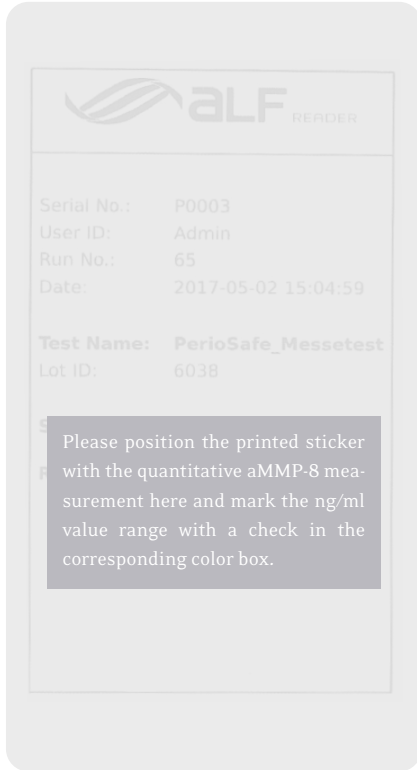 aLF READER
Serial No.: P0003
User ID: Admin
Run No.: 65
Date: 2017-05-02 15:04:59
Test Name: PerioSafe_Messetest
Lot ID: 6038
Please position the printed sticker
with the quantitative aMMP-8 mea-
surement here and mark the ng/ml
value range with a check in the
corresponding color box.